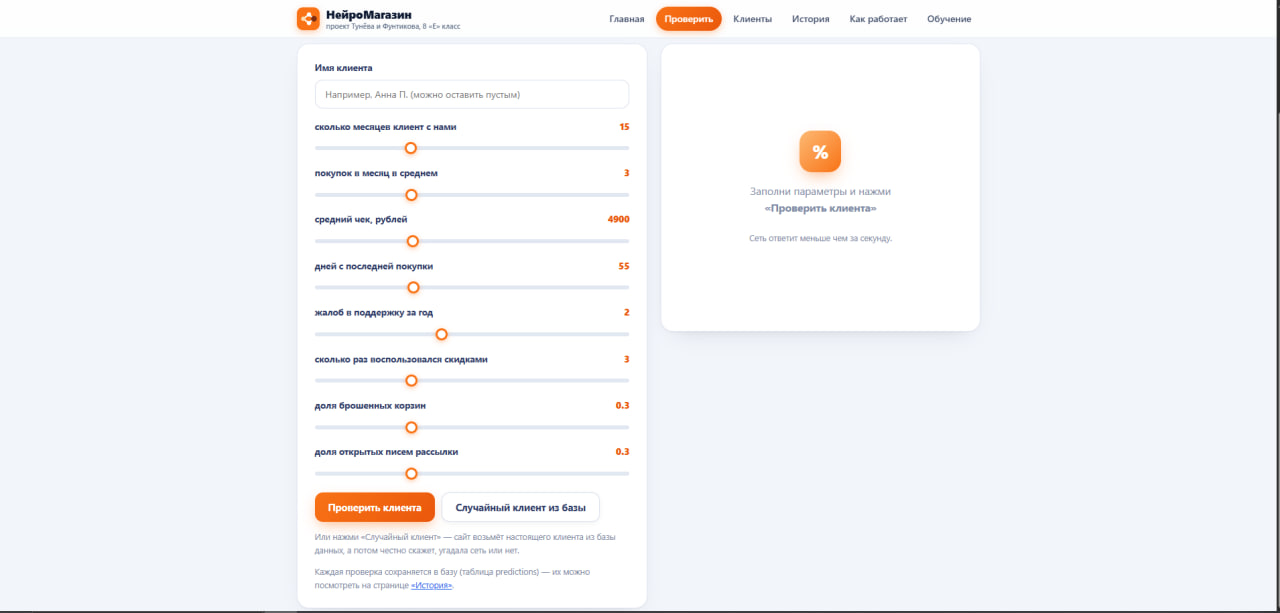 НейроМагазин
проект Тунёва и Фунтикова, 8 «Е» класс
Главная
Проверить
Клиенты
История
Как работает
Обучение
Имя клиента
Например, Анна П. (можно оставить пустым)
сколько месяцев клиент с нами 15
покупок в месяц в среднем 3
средний чек, рублей 4900
дней с последней покупки 55
жалоб в поддержку за год 2
сколько раз воспользовался скидками 3
доля брошенных корзин 0.3
доля открытых писем рассылки 0.3
Проверить клиента
Случайный клиент из базы
Или нажми «Случайный клиент» — сайт возьмёт настоящего клиента из базы
данных, а потом честно скажет, угадала сеть или нет.
Каждая проверка сохраняется в базу (таблица predictions) — их можно
посмотреть на странице «История».
%
Заполни параметры и нажми
«Проверить клиента»
Сеть ответит меньше чем за секунду.